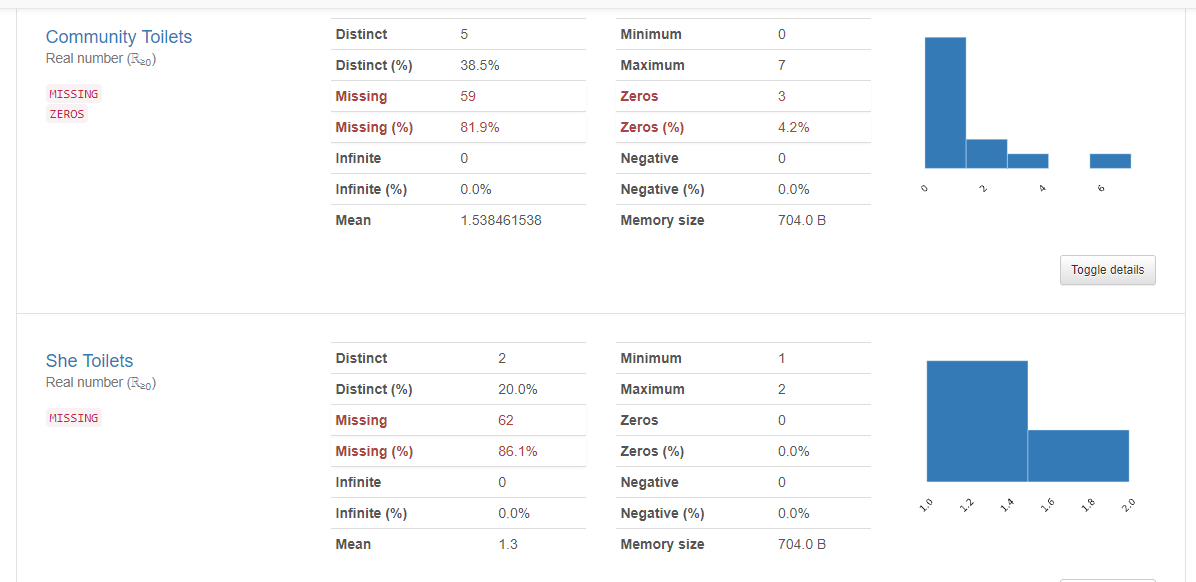 Community Toilets
Real number (ℝ≥0)
MISSING
ZEROS
Distinct 5
Distinct (%) 38.5%
Missing 59
Missing (%) 81.9%
Infinite 0
Infinite (%) 0.0%
Mean 1.538461538
Minimum 0
Maximum 7
Zeros 3
Zeros (%) 4.2%
Negative 0
Negative (%) 0.0%
Memory size 704.0 B
0 2 4 6
Toggle details
She Toilets
Real number (ℝ≥0)
MISSING
Distinct 2
Distinct (%) 20.0%
Missing 62
Missing (%) 86.1%
Infinite 0
Infinite (%) 0.0%
Mean 1.3
Minimum 1
Maximum 2
Zeros 0
Zeros (%) 0.0%
Negative 0
Negative (%) 0.0%
Memory size 704.0 B
1.0 1.2 1.4 1.6 1.8 2.0